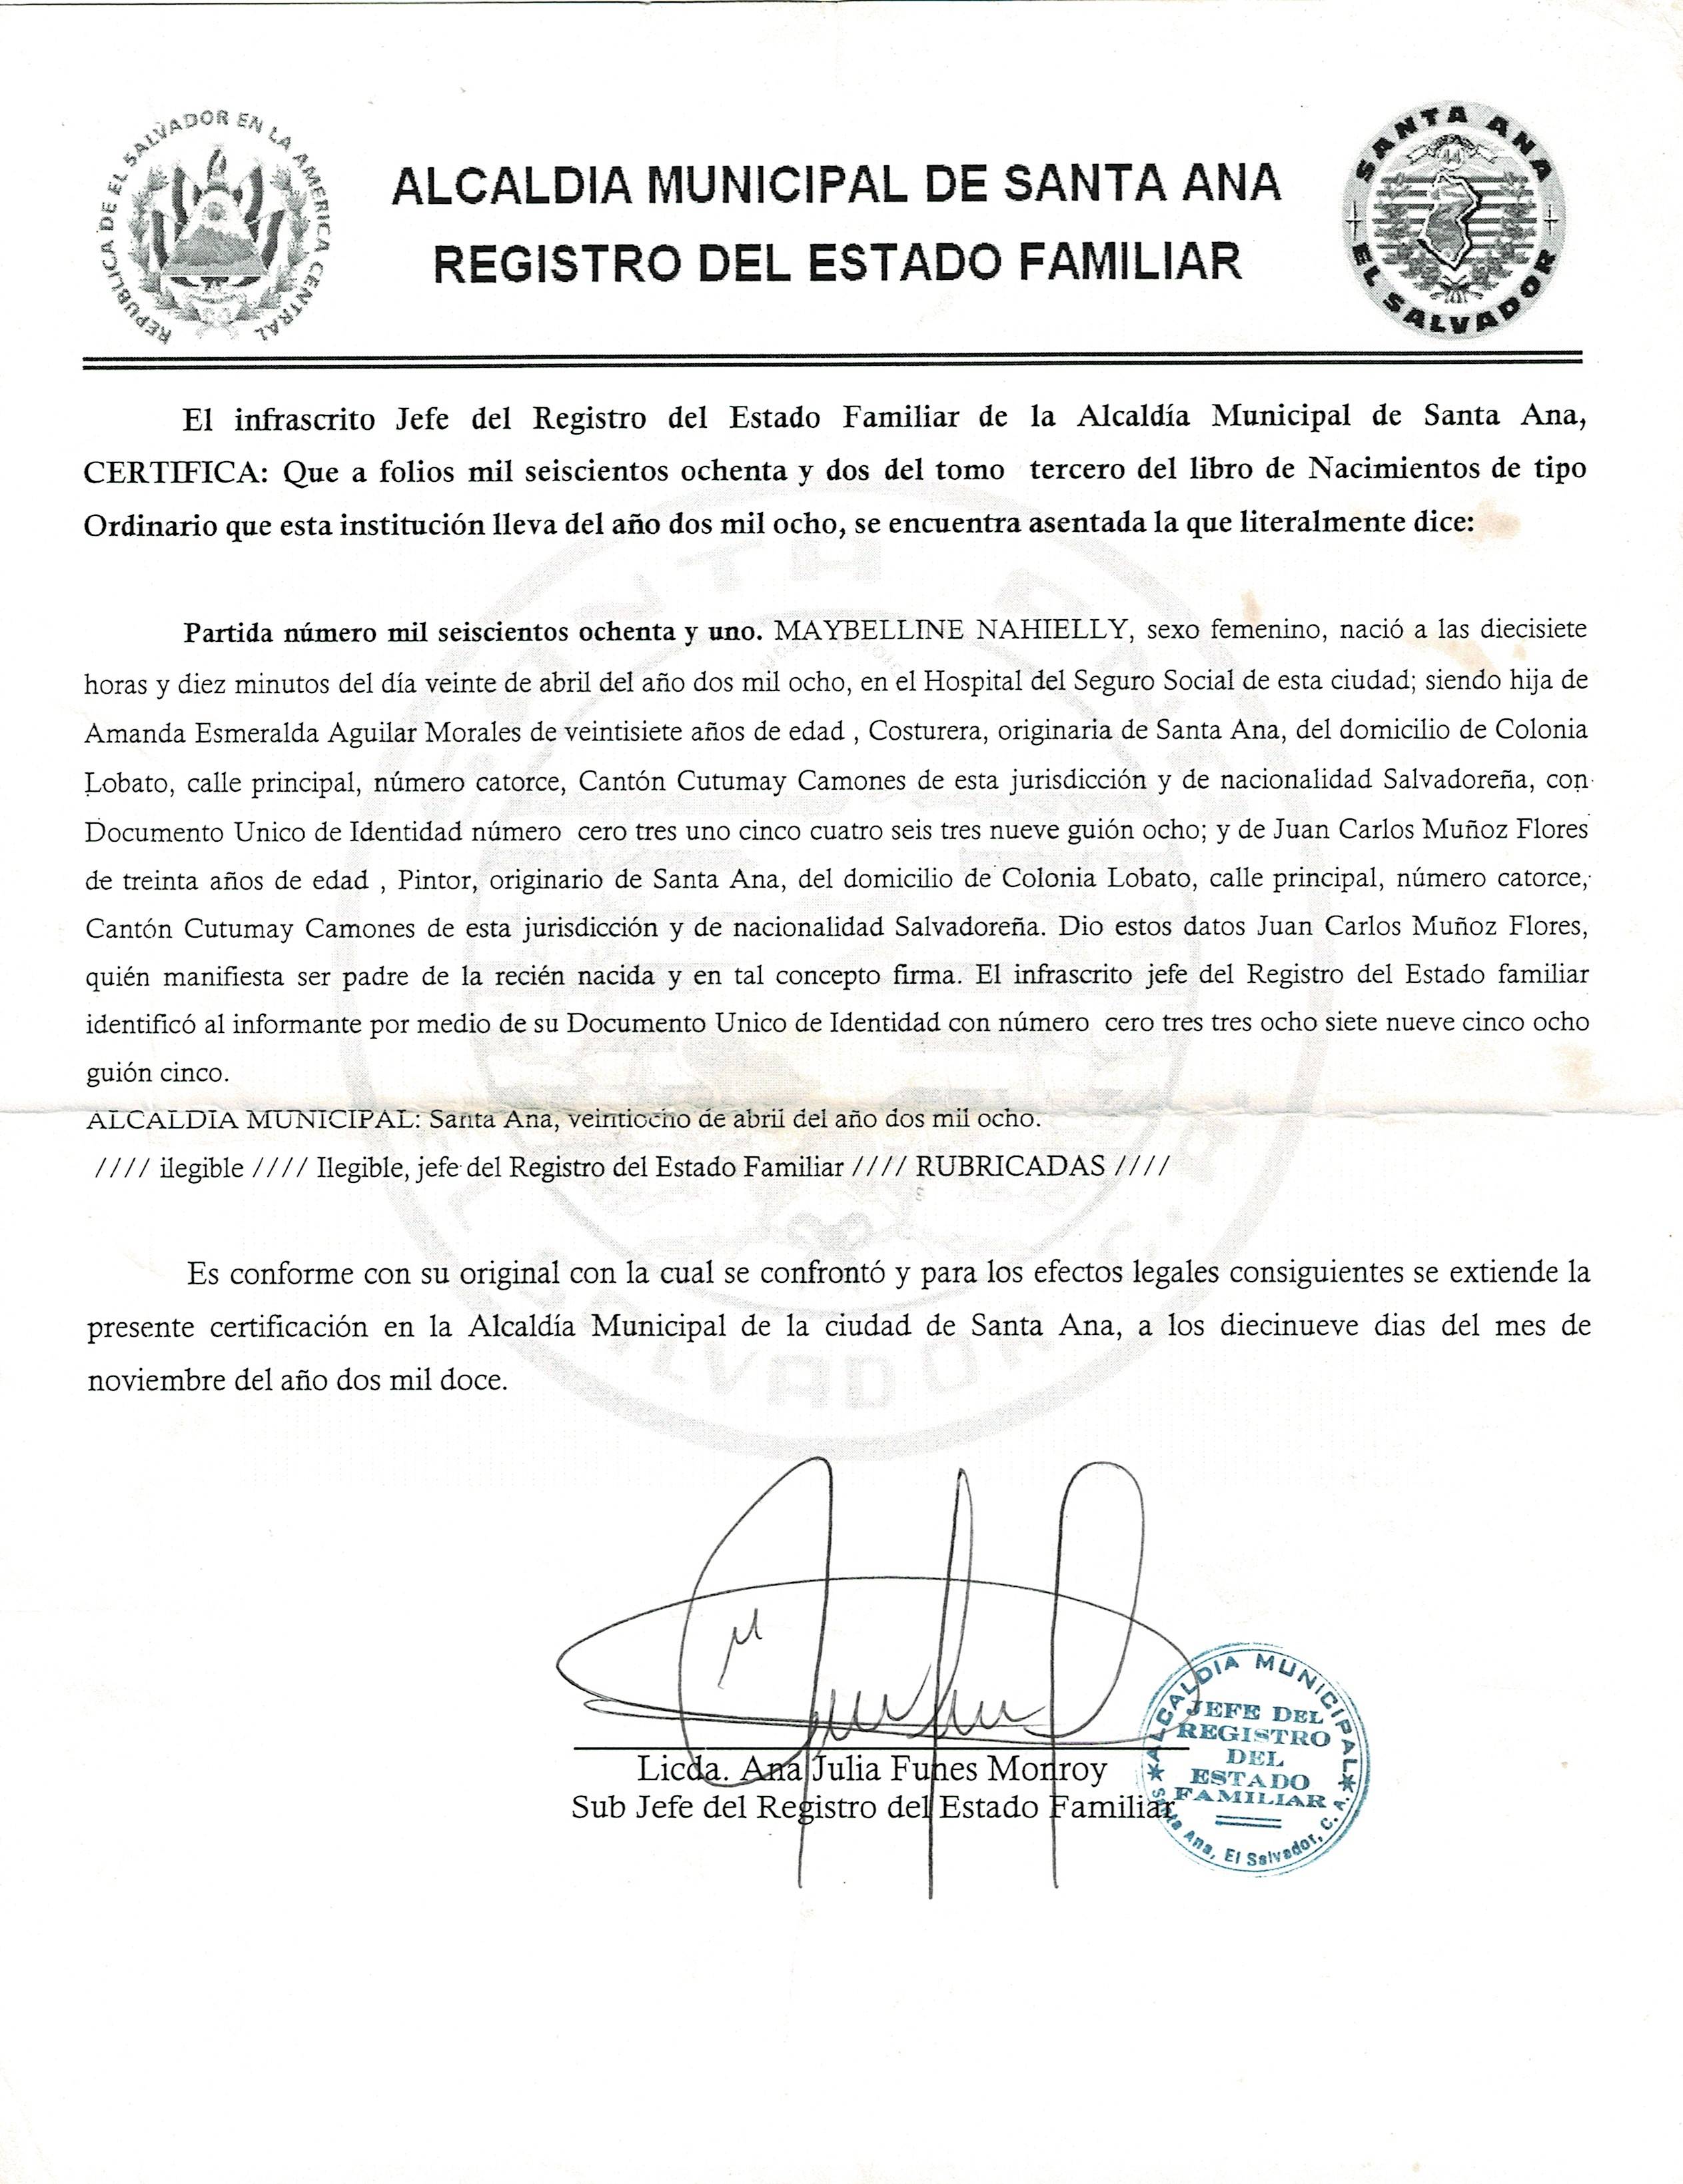 REPUBLICA DE EL SALVADOR EN LA AMERICA CENTRAL
ALCALDIA MUNICIPAL DE SANTA ANA
REGISTRO DEL ESTADO FAMILIAR
SANTA ANA
EL SALVADOR
El infrascrito Jefe del Registro del Estado Familiar de la Alcaldía Municipal de Santa Ana,
CERTIFICA: Que a folios mil seiscientos ochenta y dos del tomo tercero del libro de Nacimientos de tipo
Ordinario que esta institución lleva del año dos mil ocho, se encuentra asentada la que literalmente dice:
Partida número mil seiscientos ochenta y uno. MAYBELLINE NAHIELLY, sexo femenino, nació a las diecisiete
horas y diez minutos del día veinte de abril del año dos mil ocho, en el Hospital del Seguro Social de esta ciudad; siendo hija de
Amanda Esmeralda Aguilar Morales de veintisiete años de edad , Costurera, originaria de Santa Ana, del domicilio de Colonia
Lobato, calle principal, número catorce, Cantón Cutumay Camones de esta jurisdicción y de nacionalidad Salvadoreña, con
Documento Unico de Identidad número cero tres uno cinco cuatro seis tres nueve guión ocho; y de Juan Carlos Muñoz Flores
de treinta años de edad , Pintor, originario de Santa Ana, del domicilio de Colonia Lobato, calle principal, número catorce,
Cantón Cutumay Camones de esta jurisdicción y de nacionalidad Salvadoreña. Dio estos datos Juan Carlos Muñoz Flores,
quién manifiesta ser padre de la recién nacida y en tal concepto firma. El infrascrito jefe del Registro del Estado familiar
identificó al informante por medio de su Documento Unico de Identidad con número cero tres tres ocho siete nueve cinco ocho
guión cinco.
ALCALDIA MUNICIPAL: Santa Ana, veintiocho de abril del año dos mil ocho.
//// ilegible //// Ilegible, jefe del Registro del Estado Familiar //// RUBRICADAS ////
Es conforme con su original con la cual se confrontó y para los efectos legales consiguientes se extiende la
presente certificación en la Alcaldía Municipal de la ciudad de Santa Ana, a los diecinueve dias del mes de
noviembre del año dos mil doce.
Licda. Ana Julia Funes Monroy
Sub Jefe del Registro del Estado Familiar
ALCALDIA MUNICIPAL
JEFE DEL
REGISTRO
DEL
ESTADO
FAMILIAR
Santa Ana, El Salvador, C. A.